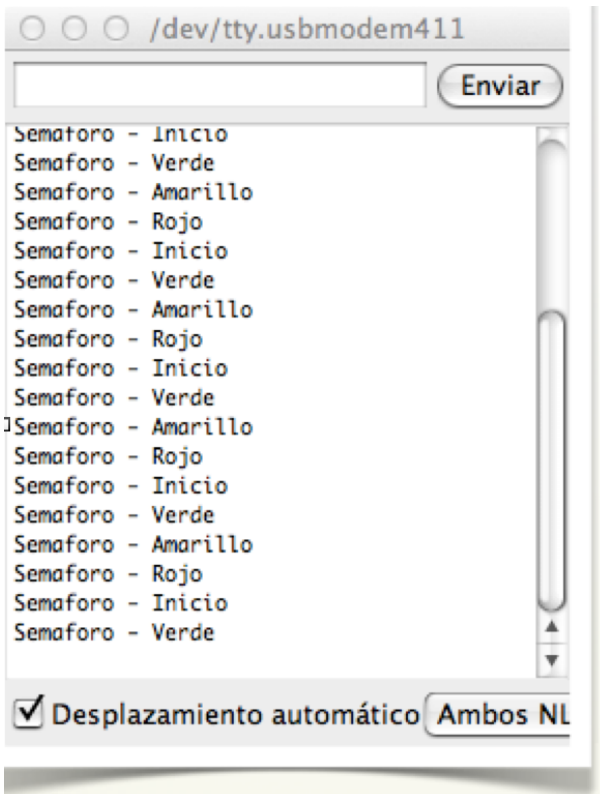 /dev/tty.usbmodem411
Enviar
Semaforo - Inicio
Semaforo - Verde
Semaforo - Amarillo
Semaforo - Rojo
Semaforo - Inicio
Semaforo - Verde
Semaforo - Amarillo
Semaforo - Rojo
Semaforo - Inicio
Semaforo - Verde
Semaforo - Amarillo
Semaforo - Rojo
Semaforo - Inicio
Semaforo - Verde
Semaforo - Amarillo
Semaforo - Rojo
Semaforo - Inicio
Semaforo - Verde
Desplazamiento automático Ambos NL